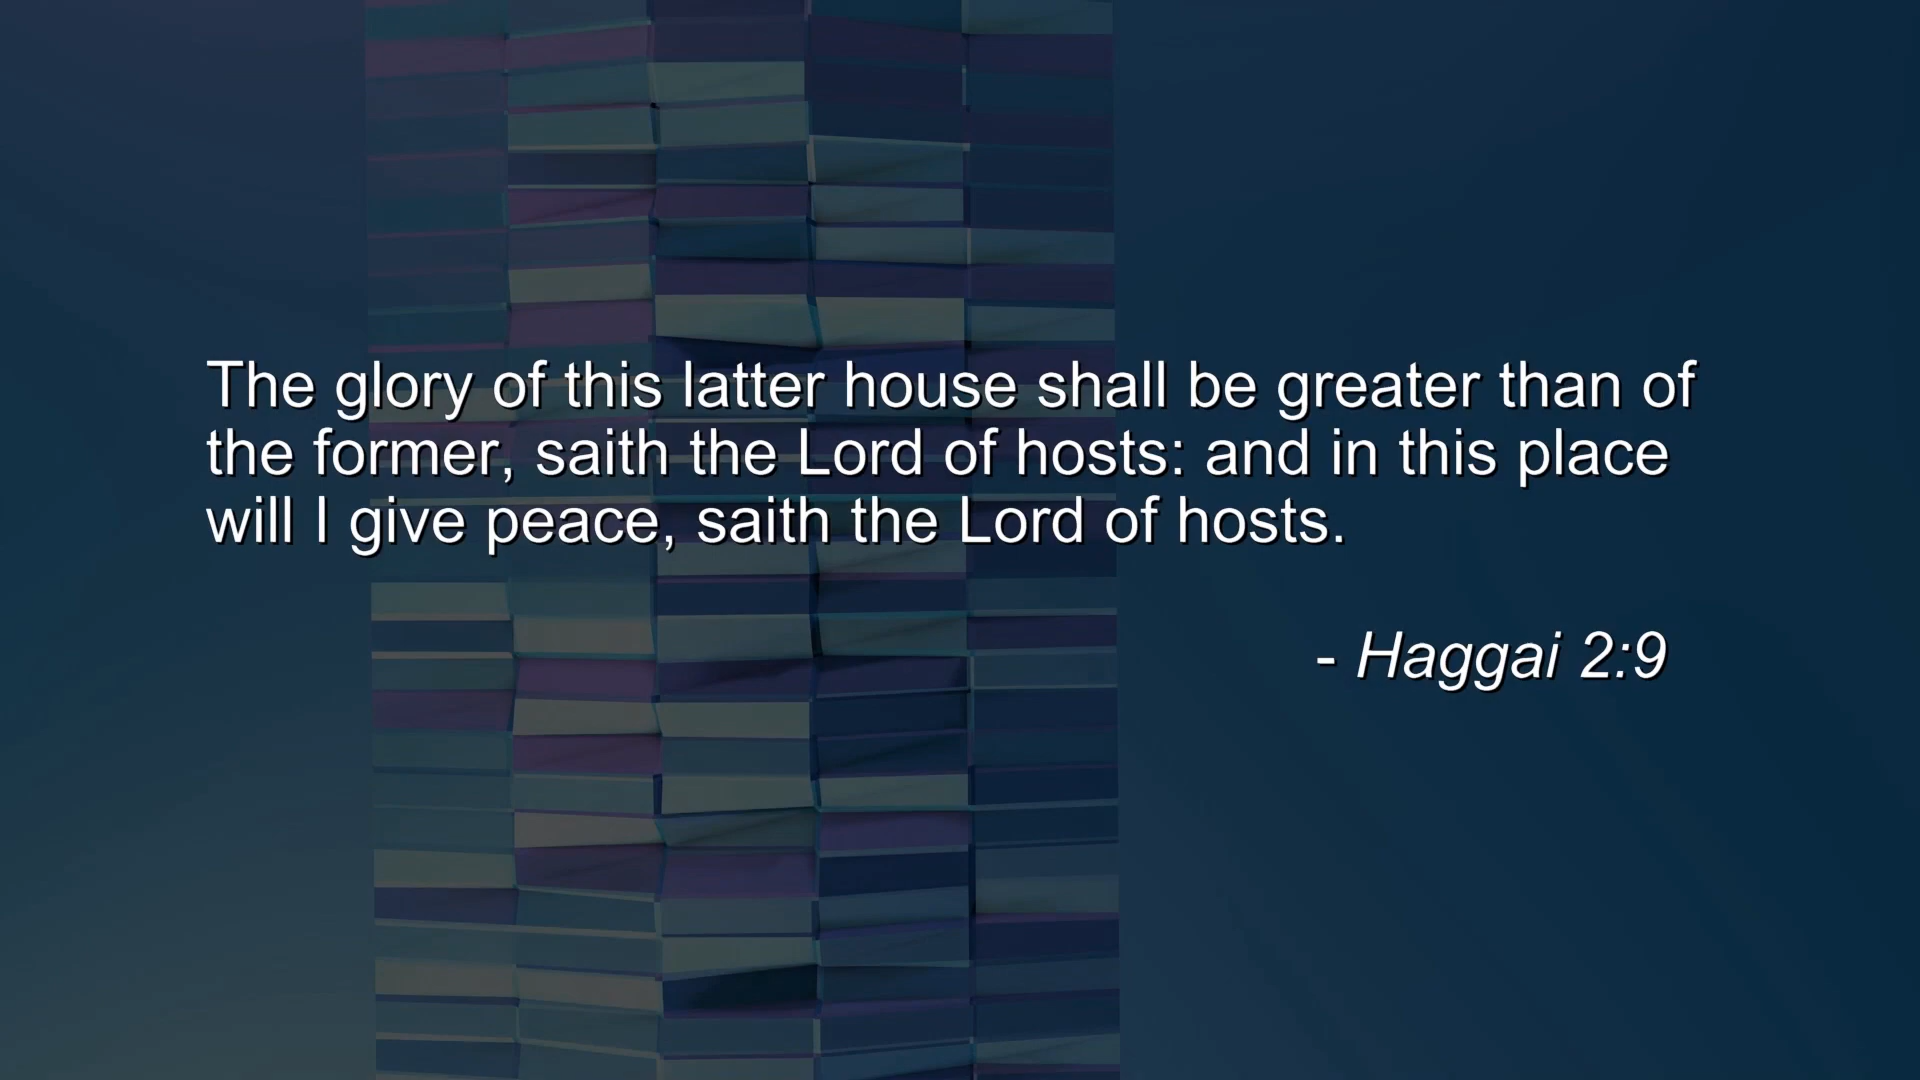 The glory of this latter house shall be greater than of
the former, saith the Lord of hosts: and in this place
will I give peace, saith the Lord of hosts.
- Haggai 2:9